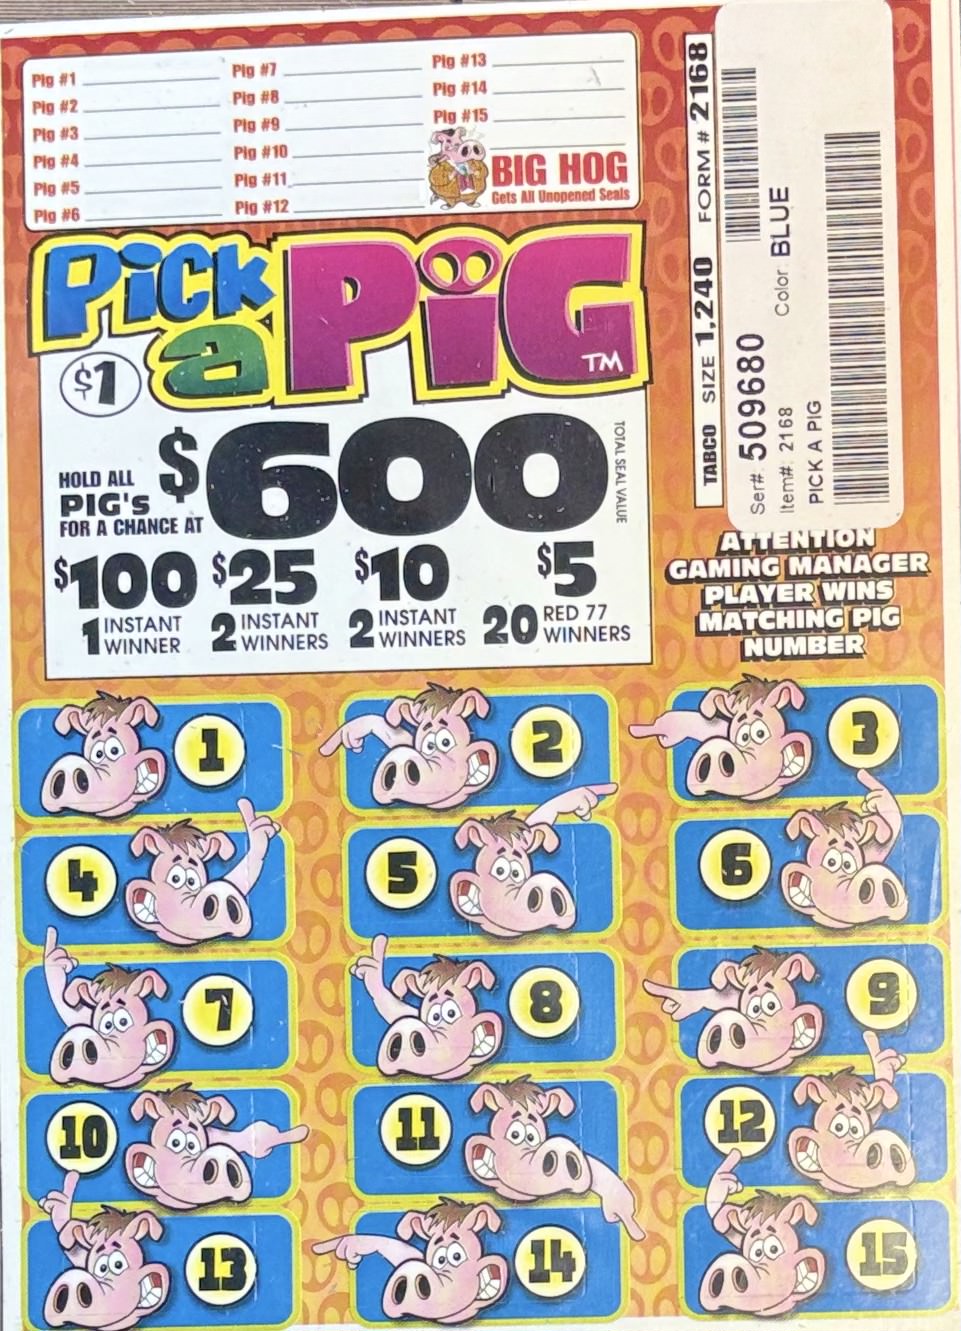 Pig #1
Pig #2
Pig #3
Pig #4
Pig #5
Pig #6
Pig #7
Pig #8
Pig #9
Pig #10
Pig #11
Pig #12
Pig #13
Pig #14
Pig #15
BIG HOG
Gets All Unopened Seals
Pick
a PiG
TM
$1
HOLD ALL
PIG'S
FOR A CHANCE AT
$600
TOTAL SEAL VALUE
$100
1 INSTANT
WINNER
$25
2 INSTANT
WINNERS
$10
2 INSTANT
WINNERS
$5
20 RED 77
WINNERS
TABCO SIZE 1,240 FORM # 2168
Ser#: 509680
Item#: 2168 Color: BLUE
PICK A PIG
ATTENTION
GAMING MANAGER
PLAYER WINS
MATCHING PIG
NUMBER
1
2
3
4
5
6
7
8
9
10
11
12
13
14
15